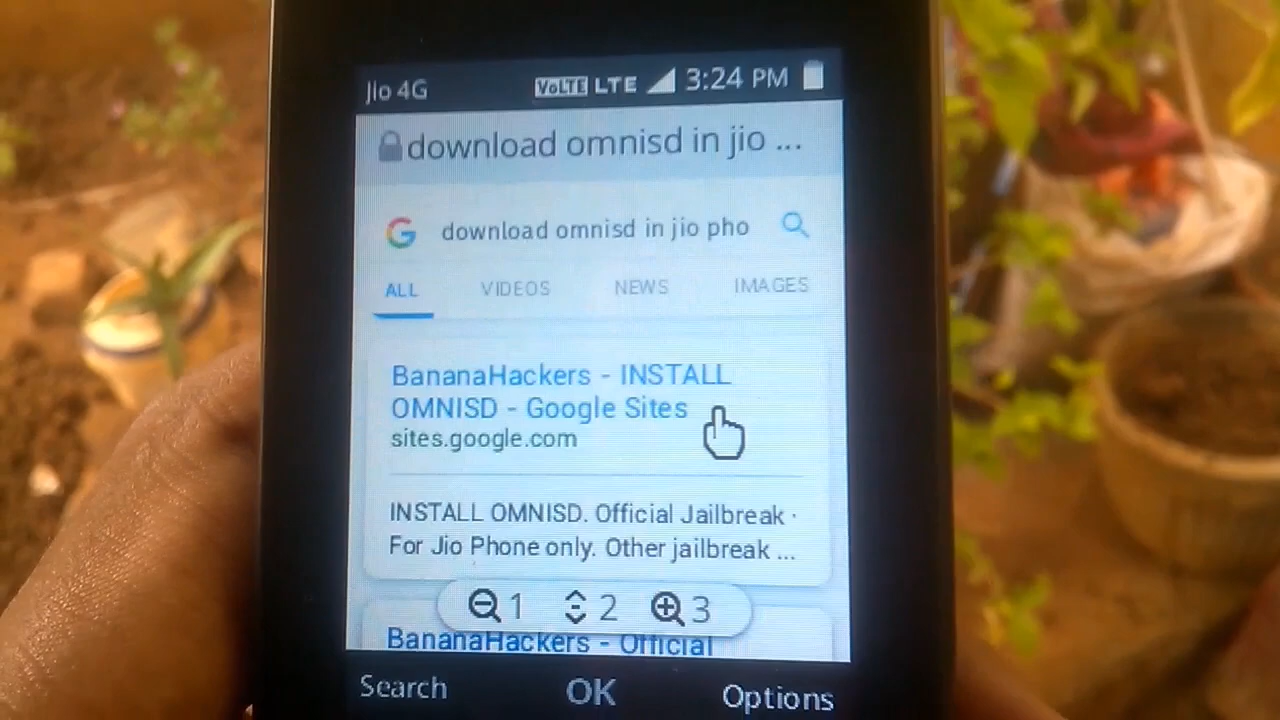 Jio 4G VoLTE LTE 3:24 PM
download omnisd in jio ...
G download omnisd in jio pho
ALL VIDEOS NEWS IMAGES
BananaHackers - INSTALL
OMNISD - Google Sites
sites.google.com
INSTALL OMNISD. Official Jailbreak ·
For Jio Phone only. Other jailbreak ...
1 2 3
BananaHackers - Official
Search OK Options